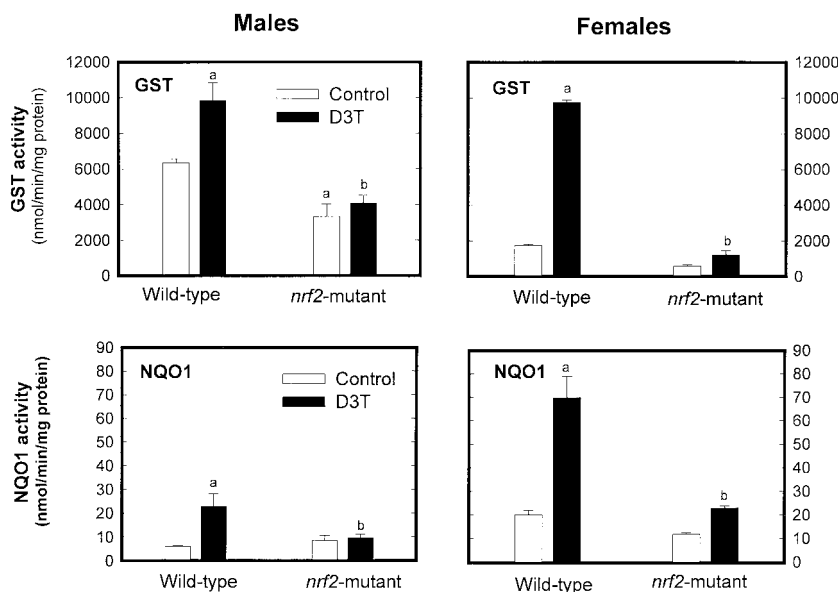 Males
Females
GST activity
(nmol/min/mg protein)
12000
10000
8000
6000
4000
2000
0
GST
Control
D3T
a
a
b
Wild-type
nrf2-mutant
GST
a
b
12000
10000
8000
6000
4000
2000
0
Wild-type
nrf2-mutant
NQO1 activity
(nmol/min/mg protein)
90
80
70
60
50
40
30
20
10
0
NQO1
Control
D3T
a
b
Wild-type
nrf2-mutant
NQO1
a
b
90
80
70
60
50
40
30
20
10
0
Wild-type
nrf2-mutant